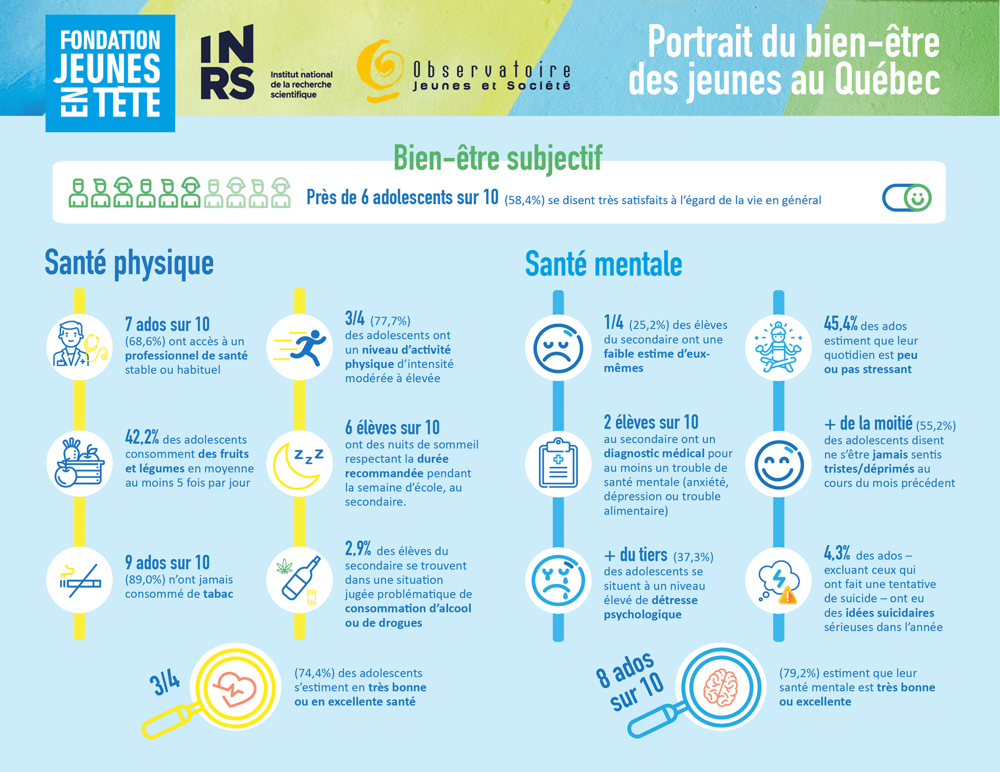 FONDATION
JEUNES
EN TÊTE
INRS
Institut national
de la recherche
scientifique
Observatoire
Jeunes et Société
Portrait du bien-être
des jeunes au Québec
Bien-être subjectif
Près de 6 adolescents sur 10 (58,4%) se disent très satisfaits à l’égard de la vie en général
Santé physique
7 ados sur 10
(68,6%) ont accès à un
professionnel de santé
stable ou habituel
3/4 (77,7%)
des adolescents ont
un niveau d’activité
physique d’intensité
modérée à élevée
42,2% des adolescents
consomment des fruits
et légumes en moyenne
au moins 5 fois par jour
zzz
6 élèves sur 10
ont des nuits de sommeil
respectant la durée
recommandée pendant
la semaine d’école, au
secondaire.
9 ados sur 10
(89,0%) n’ont jamais
consommé de tabac
2,9% des élèves du
secondaire se trouvent
dans une situation
jugée problématique de
consommation d’alcool
ou de drogues
3/4
(74,4%) des adolescents
s’estiment en très bonne
ou en excellente santé
Santé mentale
1/4 (25,2%) des élèves
du secondaire ont une
faible estime d’eux-
mêmes
45,4% des ados
estiment que leur
quotidien est peu
ou pas stressant
2 élèves sur 10
au secondaire ont un
diagnostic médical pour
au moins un trouble de
santé mentale (anxiété,
dépression ou trouble
alimentaire)
+ de la moitié (55,2%)
des adolescents disent
ne s’être jamais sentis
tristes/déprimés au
cours du mois précédent
+ du tiers (37,3%)
des adolescents se
situent à un niveau
élevé de détresse
psychologique
4,3% des ados –
excluant ceux qui
ont fait une tentative
de suicide – ont eu
des idées suicidaires
sérieuses dans l’année
8 ados
sur 10
(79,2%) estiment que leur
santé mentale est très bonne
ou excellente